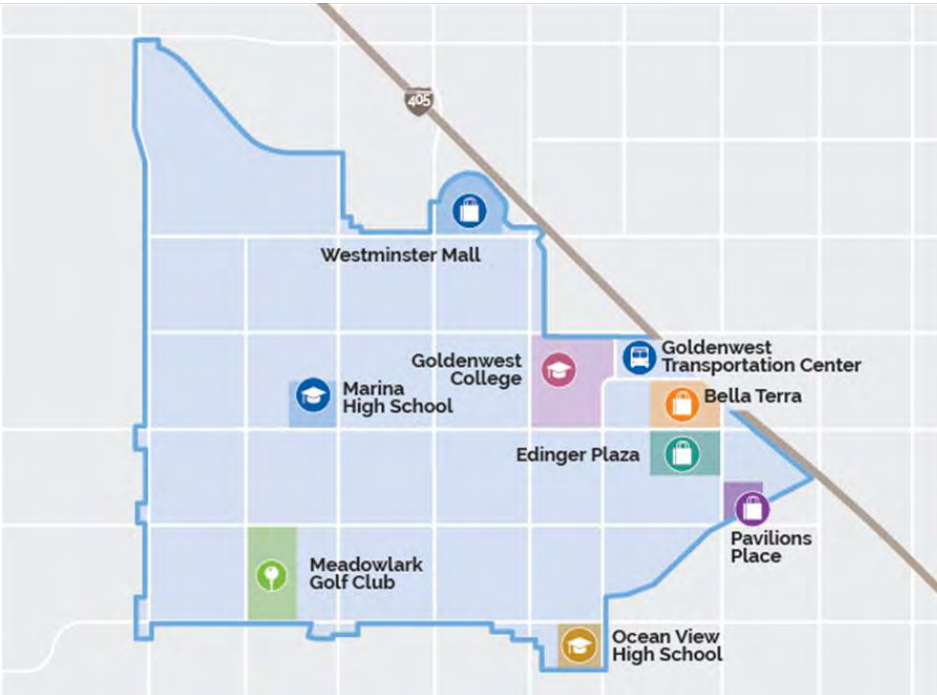 405
Westminster Mall
Goldenwest
College
Goldenwest
Transportation Center
Marina
High School
Bella Terra
Edinger Plaza
Pavilions
Place
Meadowlark
Golf Club
Ocean View
High School